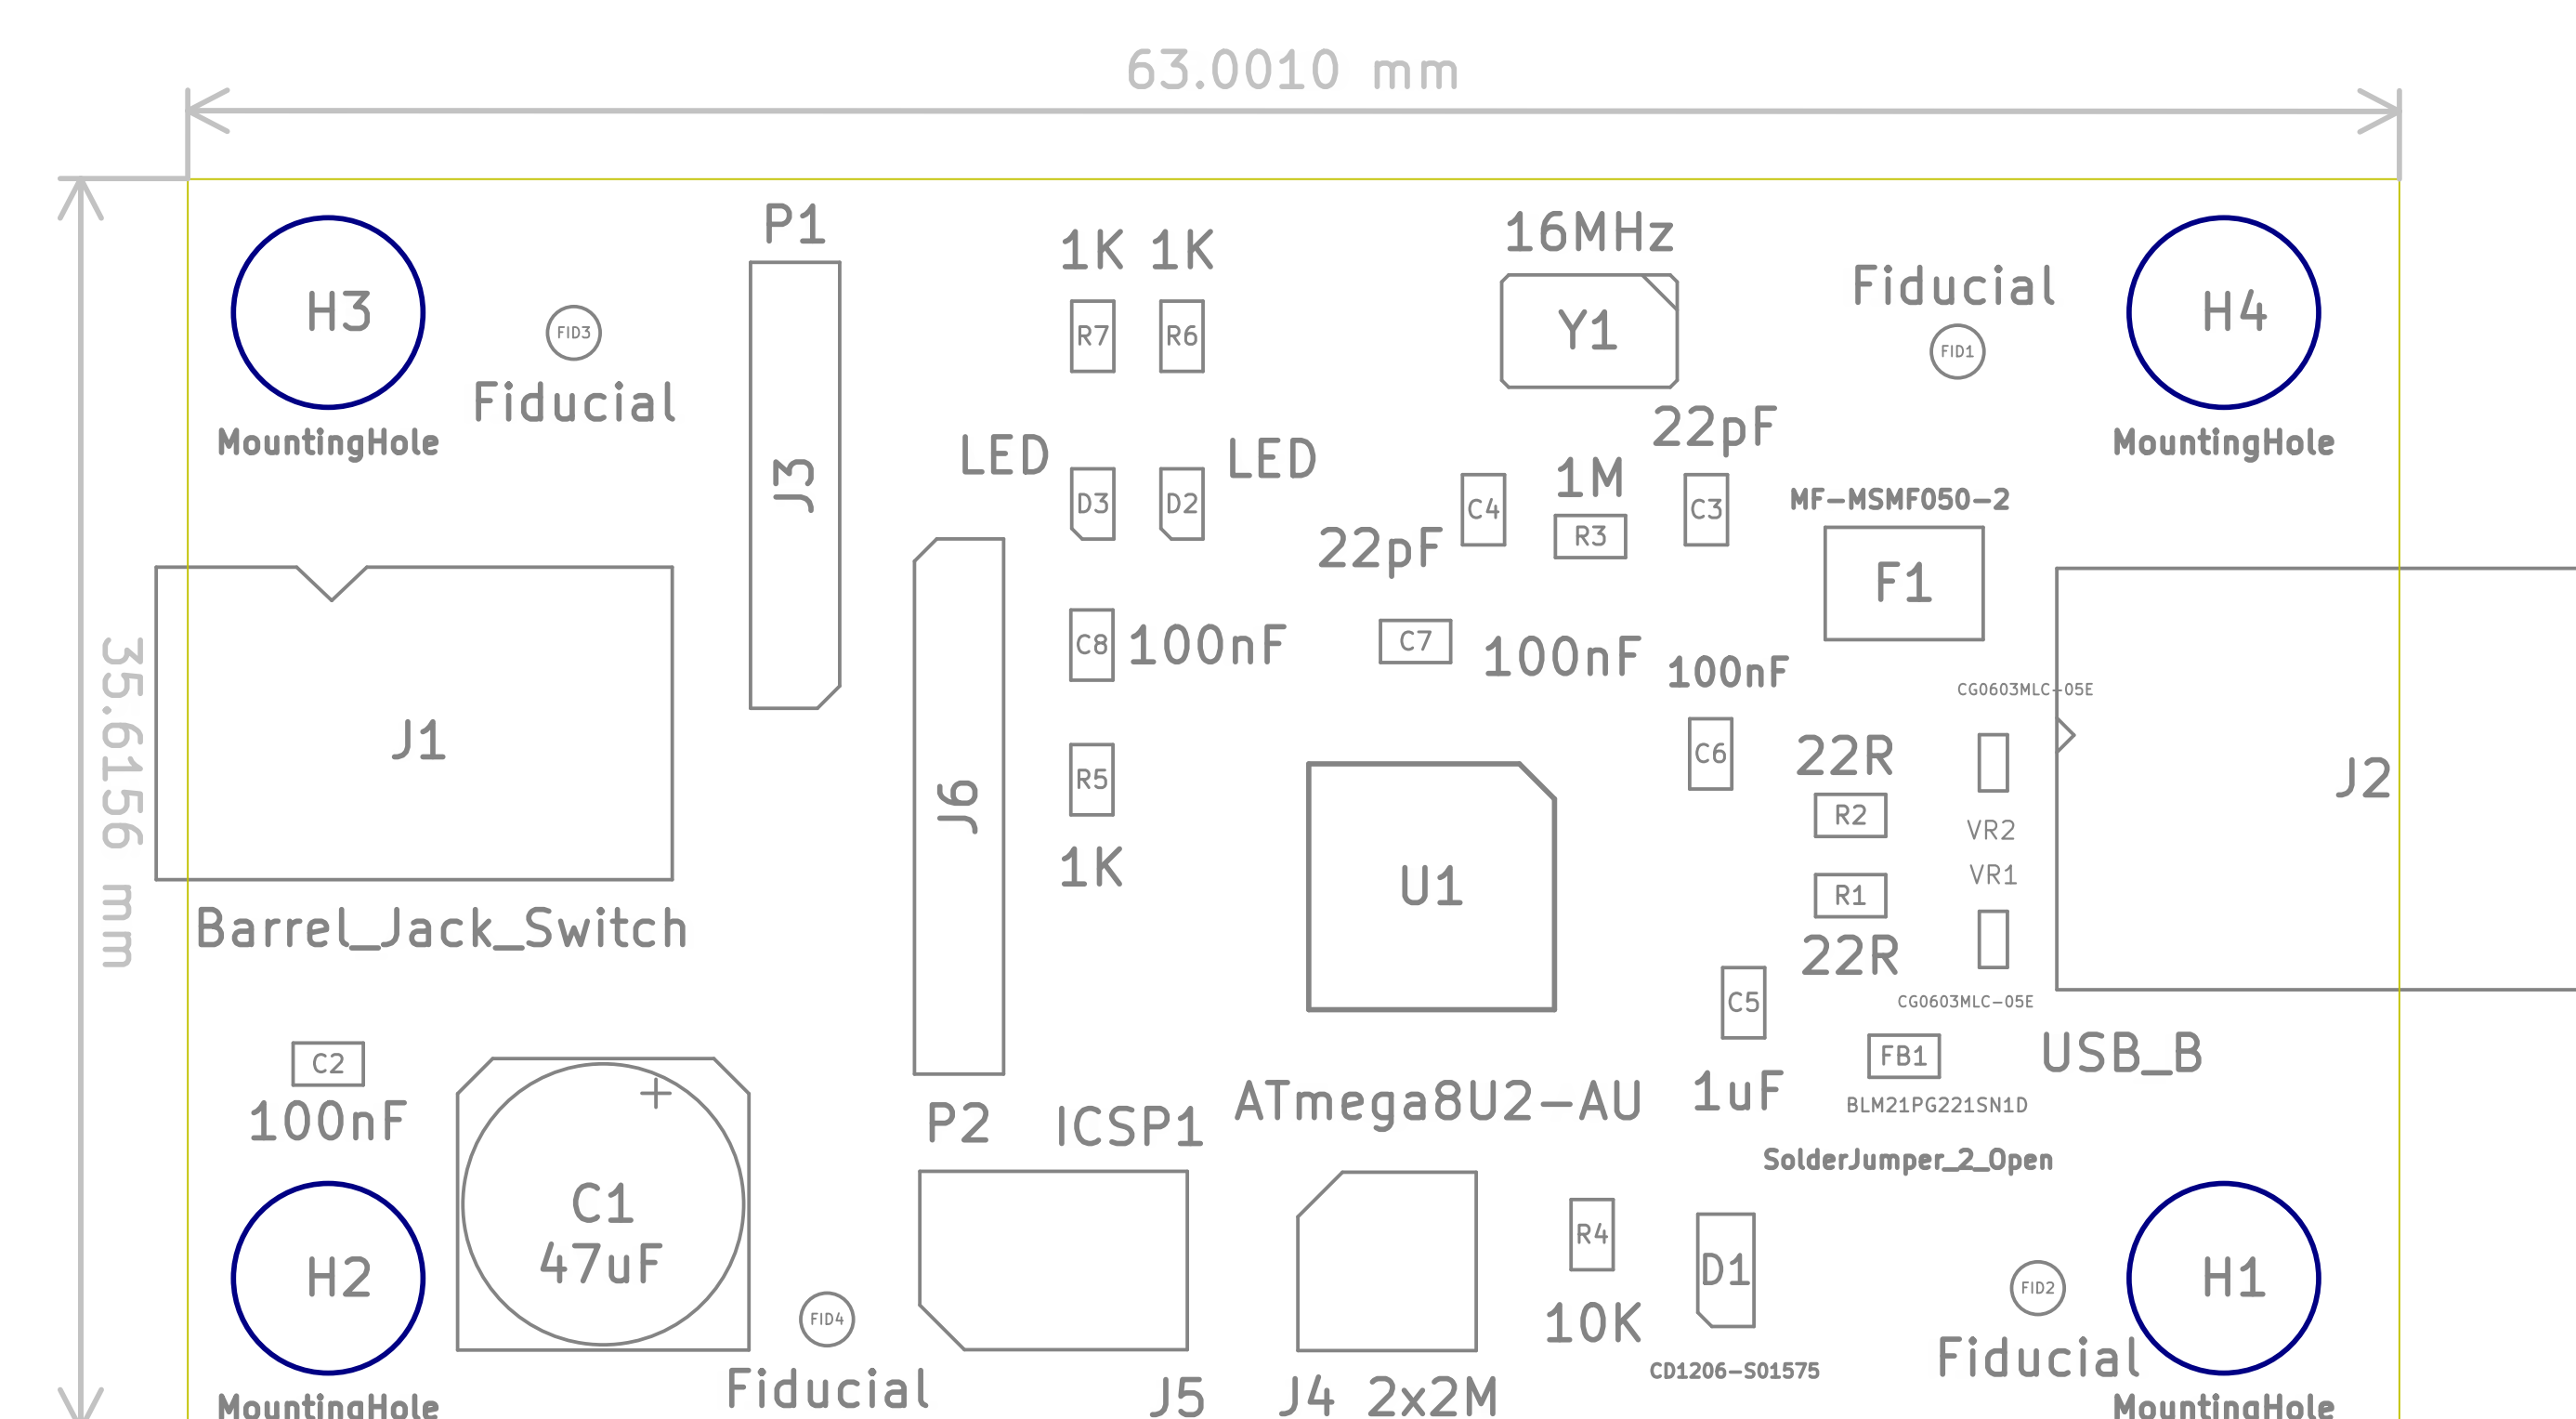 63.0010 mm
35.6156 mm
P1
1K 1K
16MHz
Fiducial
H3
FID3
R7
R6
Y1
FID1
H4
Fiducial
MountingHole
22pF
MountingHole
LED
LED
J3
1M
MF-MSMF050-2
D3
D2
C4
C3
R3
22pF
F1
C8
100nF
C7
100nF
100nF
CG0603MLC-05E
J1
C6
22R
J2
R5
J6
R2
VR2
1K
U1
VR1
R1
Barrel_Jack_Switch
22R
C5
CG0603MLC-05E
C2
FB1
USB_B
100nF
P2
ICSP1
ATmega8U2-AU
1uF
BLM21PG221SN1D
SolderJumper_2_Open
C1
47uF
R4
D1
H2
H1
FID2
FID4
10K
Fiducial
CD1206-S01575
Fiducial
J5
J4 2x2M
MountingHole
MountingHole